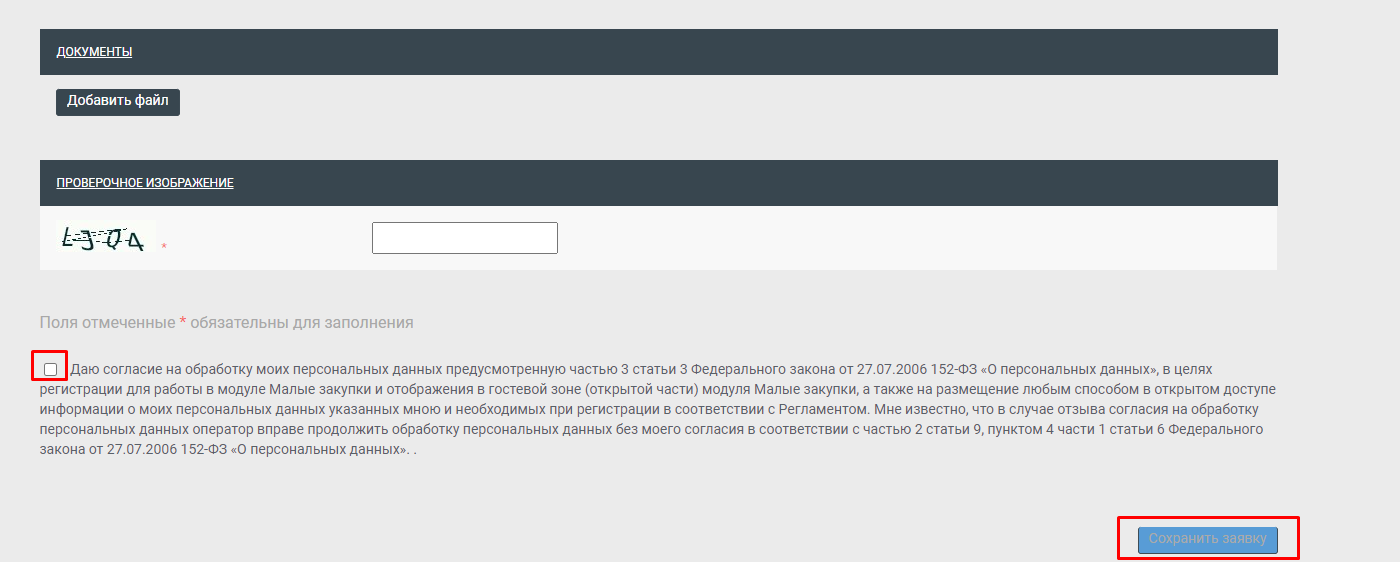 ДОКУМЕНТЫ
Добавить файл
ПРОВЕРОЧНОЕ ИЗОБРАЖЕНИЕ
*
Поля отмеченные * обязательны для заполнения
Даю согласие на обработку моих персональных данных предусмотренную частью 3 статьи 3 Федерального закона от 27.07.2006 152-ФЗ «О персональных данных», в целях
регистрации для работы в модуле Малые закупки и отображения в гостевой зоне (открытой части) модуля Малые закупки, а также на размещение любым способом в открытом доступе
информации о моих персональных данных указанных мною и необходимых при регистрации в соответствии с Регламентом. Мне известно, что в случае отзыва согласия на обработку
персональных данных оператор вправе продолжить обработку персональных данных без моего согласия в соответствии с частью 2 статьи 9, пунктом 4 части 1 статьи 6 Федерального
закона от 27.07.2006 152-ФЗ «О персональных данных». .
Сохранить заявку